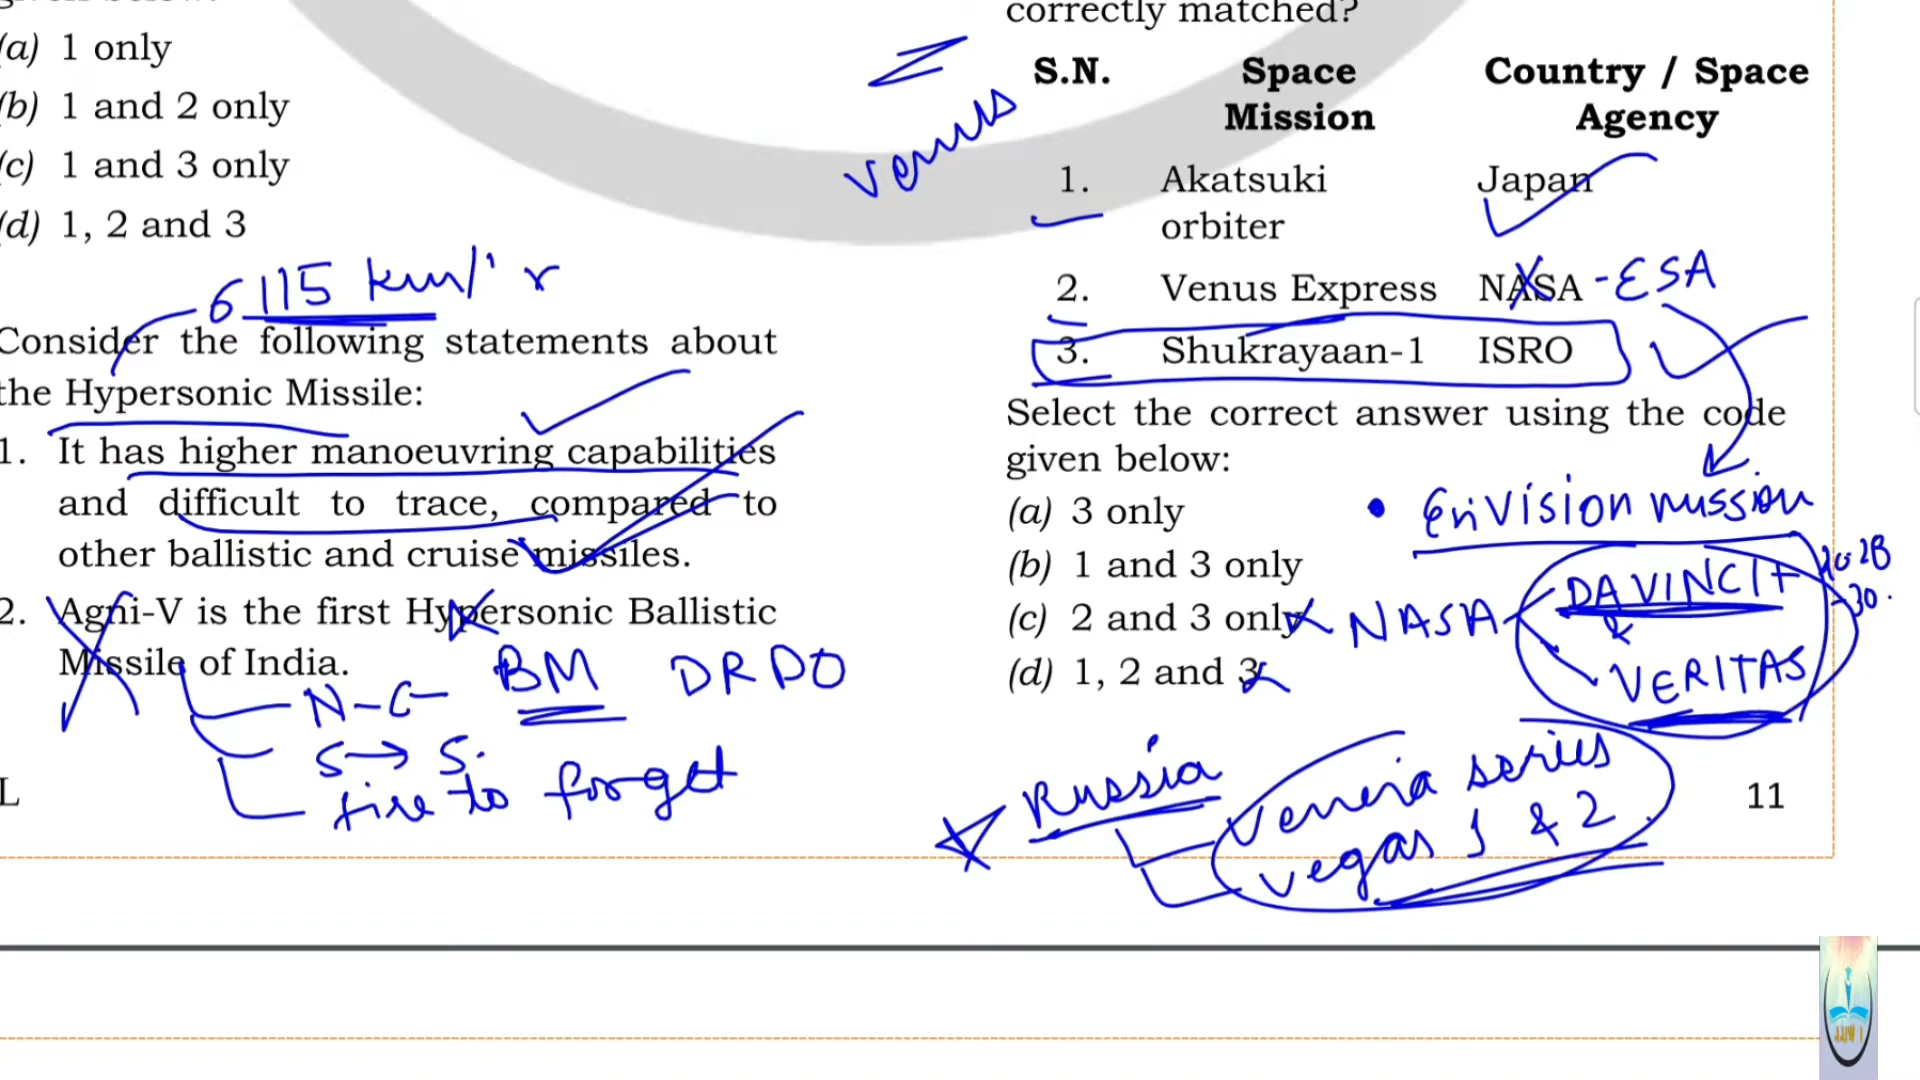 (a) 1 only
(b) 1 and 2 only
(c) 1 and 3 only
(d) 1, 2 and 3
6115 km/
Consider the following statements about
the Hypersonic Missile:
1. It has higher manoeuvring capabilities
and difficult to trace, compared to
other ballistic and cruise missiles.
2. Agni-V is the first Hypersonic Ballistic
Missile of India.
N-C- BM DRDO
S → S.
fire to forget
L
correctly matched?
S.N. Space Mission Country / Space Agency
venus
1. Akatsuki orbiter Japan
2. Venus Express NASA - ESA
3. Shukrayaan-1 ISRO
Select the correct answer using the code
given below:
(a) 3 only
• EnVision mission
(b) 1 and 3 only
DAVINCI+
(c) 2 and 3 only
NASA
&
(d) 1, 2 and 3
VERITAS
-30.
Russia
series
vegas 1 & 2
11